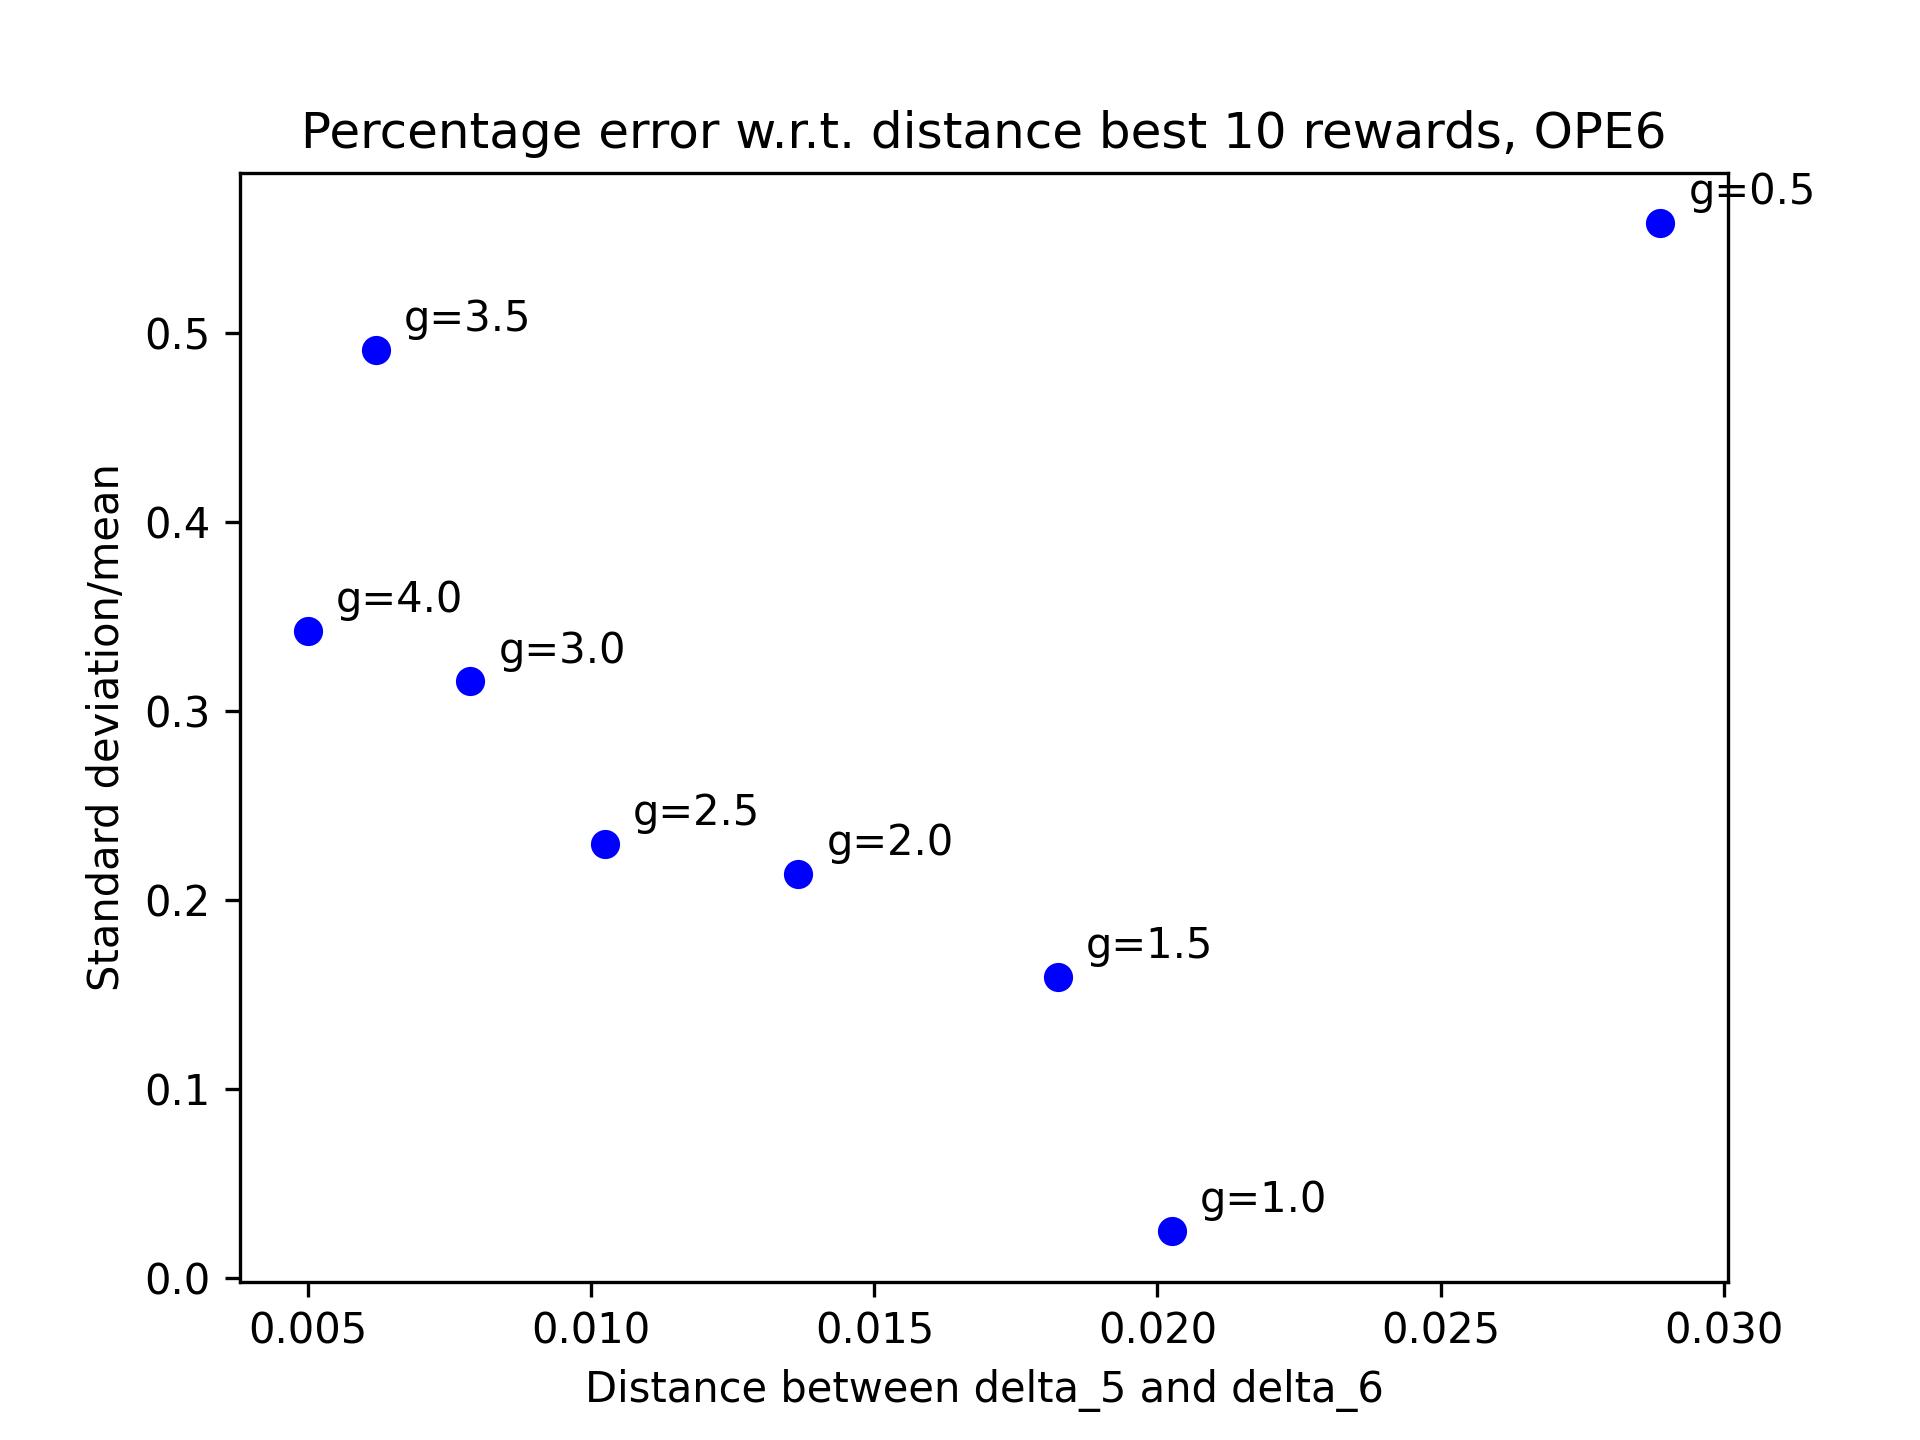 Percentage error w.r.t. distance best 10 rewards, OPE6
g=0.5
g=3.5
0.5
0.4
g=4.0
g=3.0
0.3
g=2.5
g=2.0
0.2
g=1.5
0.1
g=1.0
0.0
Standard deviation/mean
0.005 0.010 0.015 0.020 0.025 0.030
Distance between delta_5 and delta_6